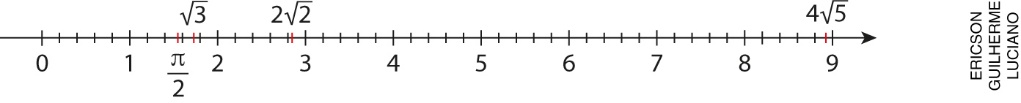 √3 2√2 4√5
0 1 π/2 2 3 4 5 6 7 8 9
ERICSON
GUILHERME
LUCIANO